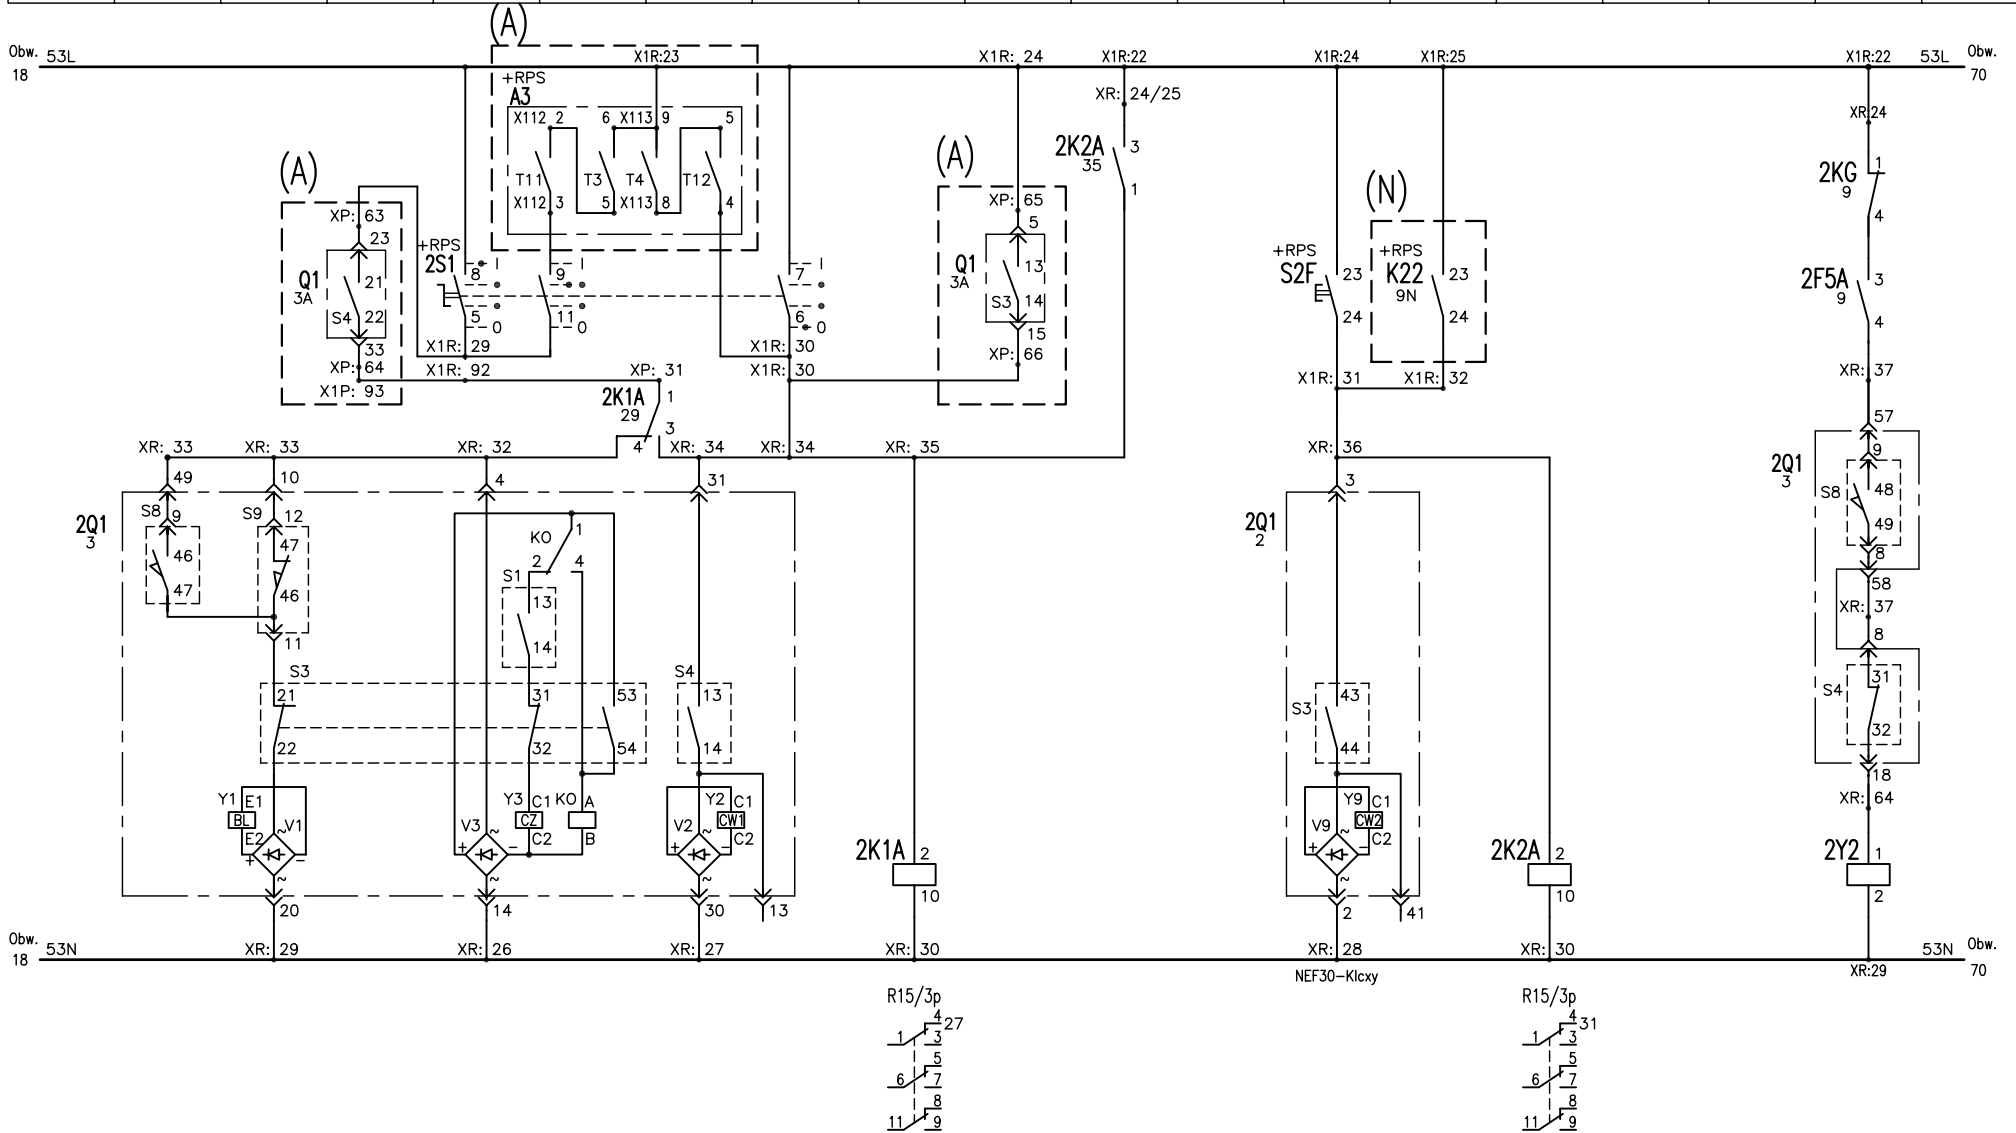 (A)
Obw. 53L X1R:23 X1R: 24 X1R:22 X1R:24 X1R:25 X1R:22 53L Obw.
18 70
+RPS
A3
XR: 24/25
X112 2 6 X113 9 5
XR:24
2K2A 3
35
1
(A) (A)
T11 T3 T4 T12
2KG 1
9
4
(N)
X112 3 5 X113 8 4
XP: 63 XP: 65
23 5
+RPS
2S1
Q1 21
3A
S4 22
33
XP: 64
X1P: 93
8 9 7
5 11 6
I I I
0 0 0
Q1 13
3A
S3 14
15
XP: 66
+RPS
S2F 23
24
+RPS
K22 23
9N
24
2F5A 3
9
4
X1R: 29 X1R: 30
X1R: 92 XP: 31 X1R: 30 X1R: 31 X1R: 32 XR: 37
2K1A 1
29
3
4
57
XR: 33 XR: 33 XR: 32 XR: 34 XR: 34 XR: 35 XR: 36
49 10 4 31 3
2Q1
3
S8 9 S9 12
46 47
47 46
11
K0 1
2 4
S1
13
14
2Q1
2
2Q1 9
3
S8 48
49
8
58
XR: 37
8
S3 S4
21 31 53 13
22 32 54 14
S3 43
44
S4 31
32
18
XR: 64
Y1 E1
BL
E2 V1
~
+ −
~
V3
~
+ −
~
Y3 C1
CZ
C2
K0 A
B
V2
~
+ −
~
Y2 C1
CW1
C2
2K1A 2
10
V9
~
+ −
~
Y9 C1
CW2
C2
2K2A 2
10
2Y2 1
2
20 14 30 13 2 41
Obw. 53N XR: 29 XR: 26 XR: 27 XR: 30 XR: 28 XR: 30 53N Obw.
18 XR:29 70
NEF30-Klcxy
R15/3p R15/3p
4 27 4 31
1 3 1 3
5 5
6 7 6 7
8 8
11 9 11 9